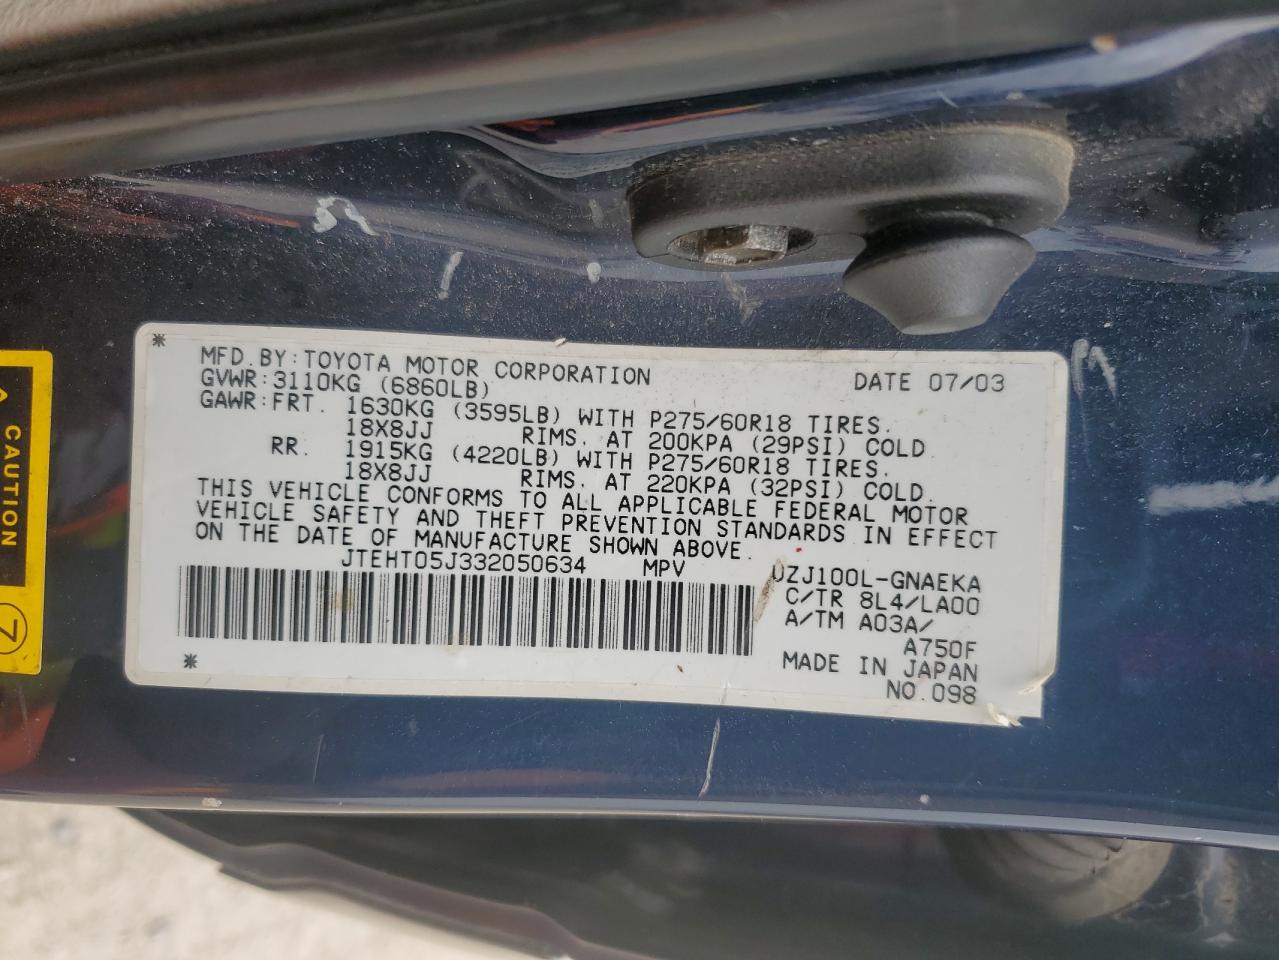 * MFD. BY: TOYOTA MOTOR CORPORATION DATE 07/03
GVWR: 3110KG (6860LB)
GAWR: FRT. 1630KG (3595LB) WITH P275/60R18 TIRES.
18X8JJ RIMS. AT 200KPA (29PSI) COLD.
RR. 1915KG (4220LB) WITH P275/60R18 TIRES.
18X8JJ RIMS. AT 220KPA (32PSI) COLD.
THIS VEHICLE CONFORMS TO ALL APPLICABLE FEDERAL MOTOR
VEHICLE SAFETY AND THEFT PREVENTION STANDARDS IN EFFECT
ON THE DATE OF MANUFACTURE SHOWN ABOVE.
JTEHT05J332050634 MPV UZJ100L-GNAEKA
C/TR 8L4/LA00
A/TM A03A/
A750F
* MADE IN JAPAN
NO.098
CAUTION
7